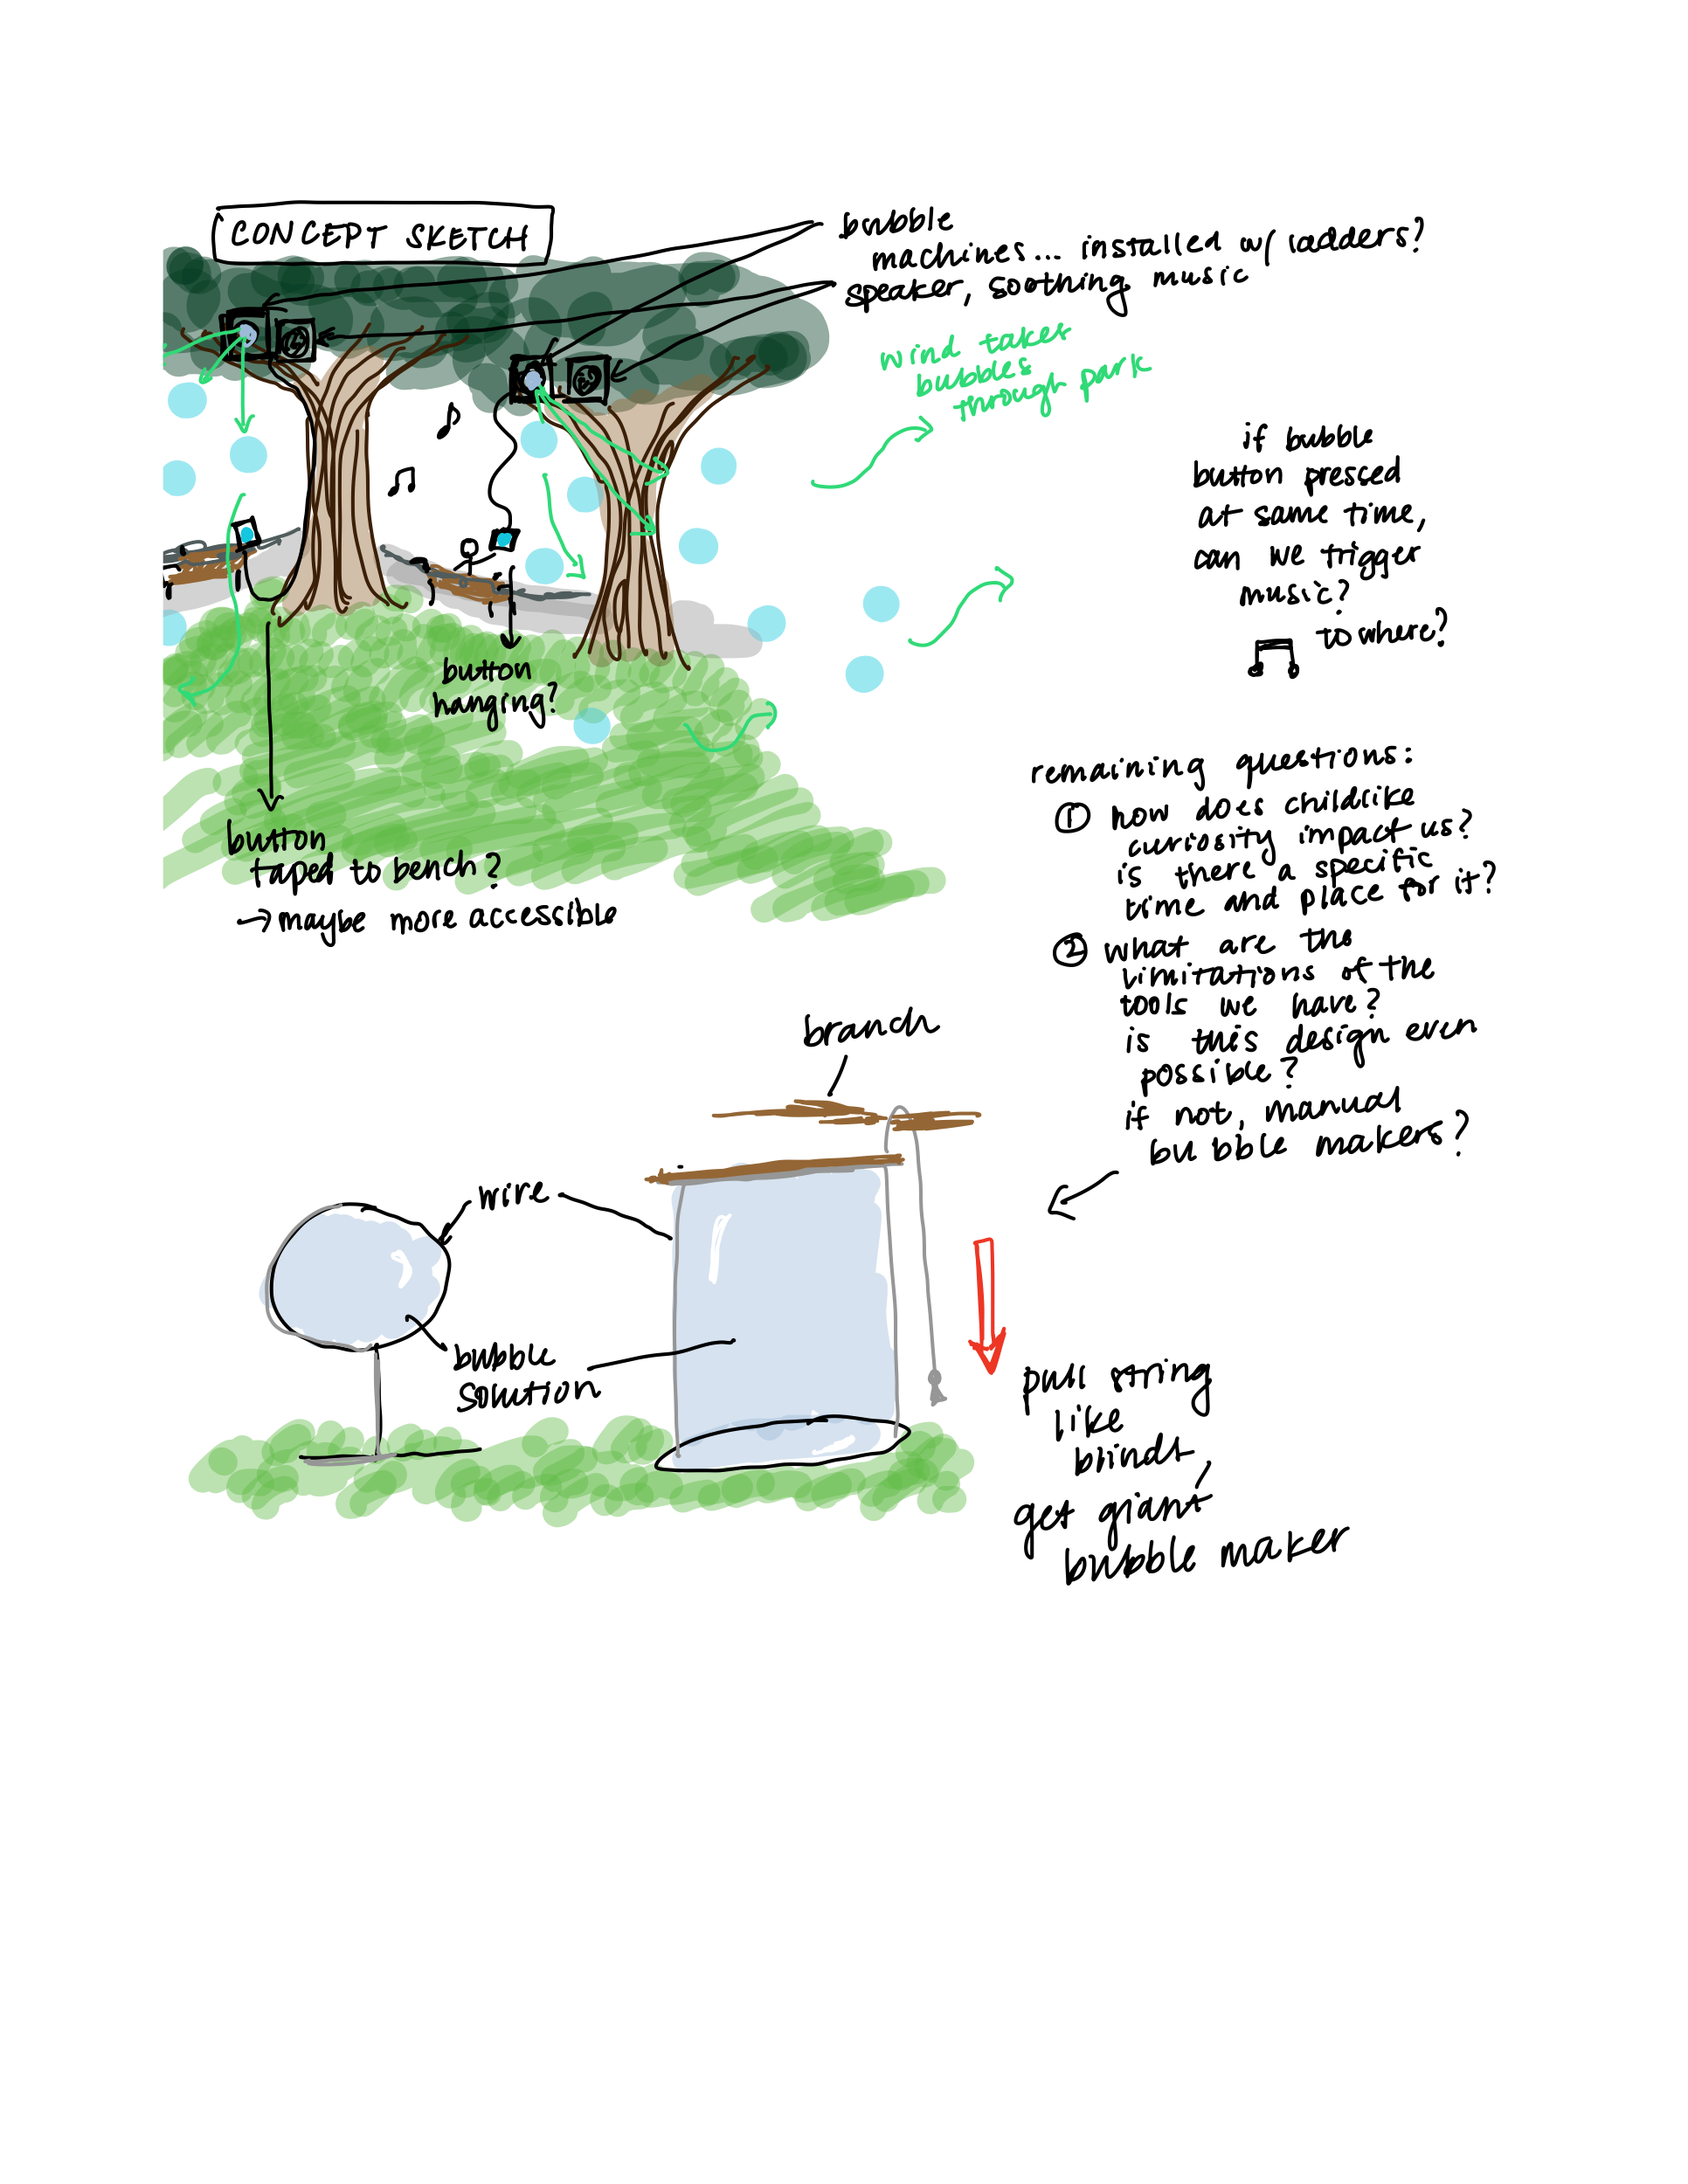 CONCEPT SKETCH
bubble
machines... installed w/ ladders?
speaker, soothing music
wind takes
bubbles
through park
if bubble
button pressed
at same time,
can we trigger
music?
to where?
button
hanging?
button
taped to bench?
→ maybe more accessible
remaining questions:
① how does childlike
curiosity impact us?
is there a specific
time and place for it?
② what are the
limitations of the
tools we have?
is this design even
possible?
if not, manual
bubble makers?
branch
wire
bubble
solution
pull string
like
blinds,
get giant
bubble maker